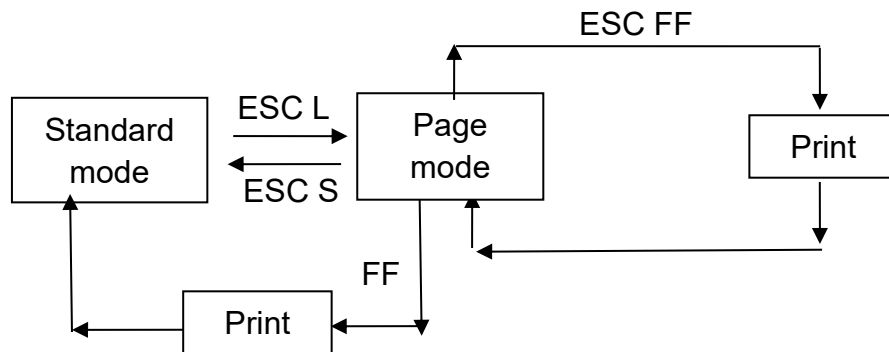 ESC FF
Standard
mode
ESC L
Page
mode
Print
ESC S
FF
Print